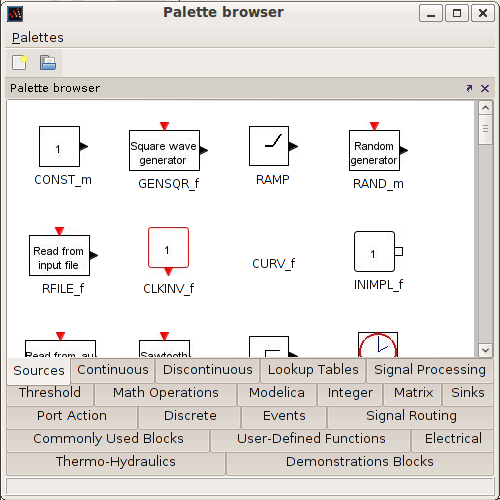 Palette browser
Palettes
Palette browser
1
Square wave
generator
Random
generator
CONST_m
GENSQR_f
RAMP
RAND_m
Read from
input file
1
1
RFILE_f
CLKINV_f
CURV_f
INIMPL_f
Read from au
Sawtooth
Sources
Continuous
Discontinuous
Lookup Tables
Signal Processing
Threshold
Math Operations
Modelica
Integer
Matrix
Sinks
Port Action
Discrete
Events
Signal Routing
Commonly Used Blocks
User-Defined Functions
Electrical
Thermo-Hydraulics
Demonstrations Blocks